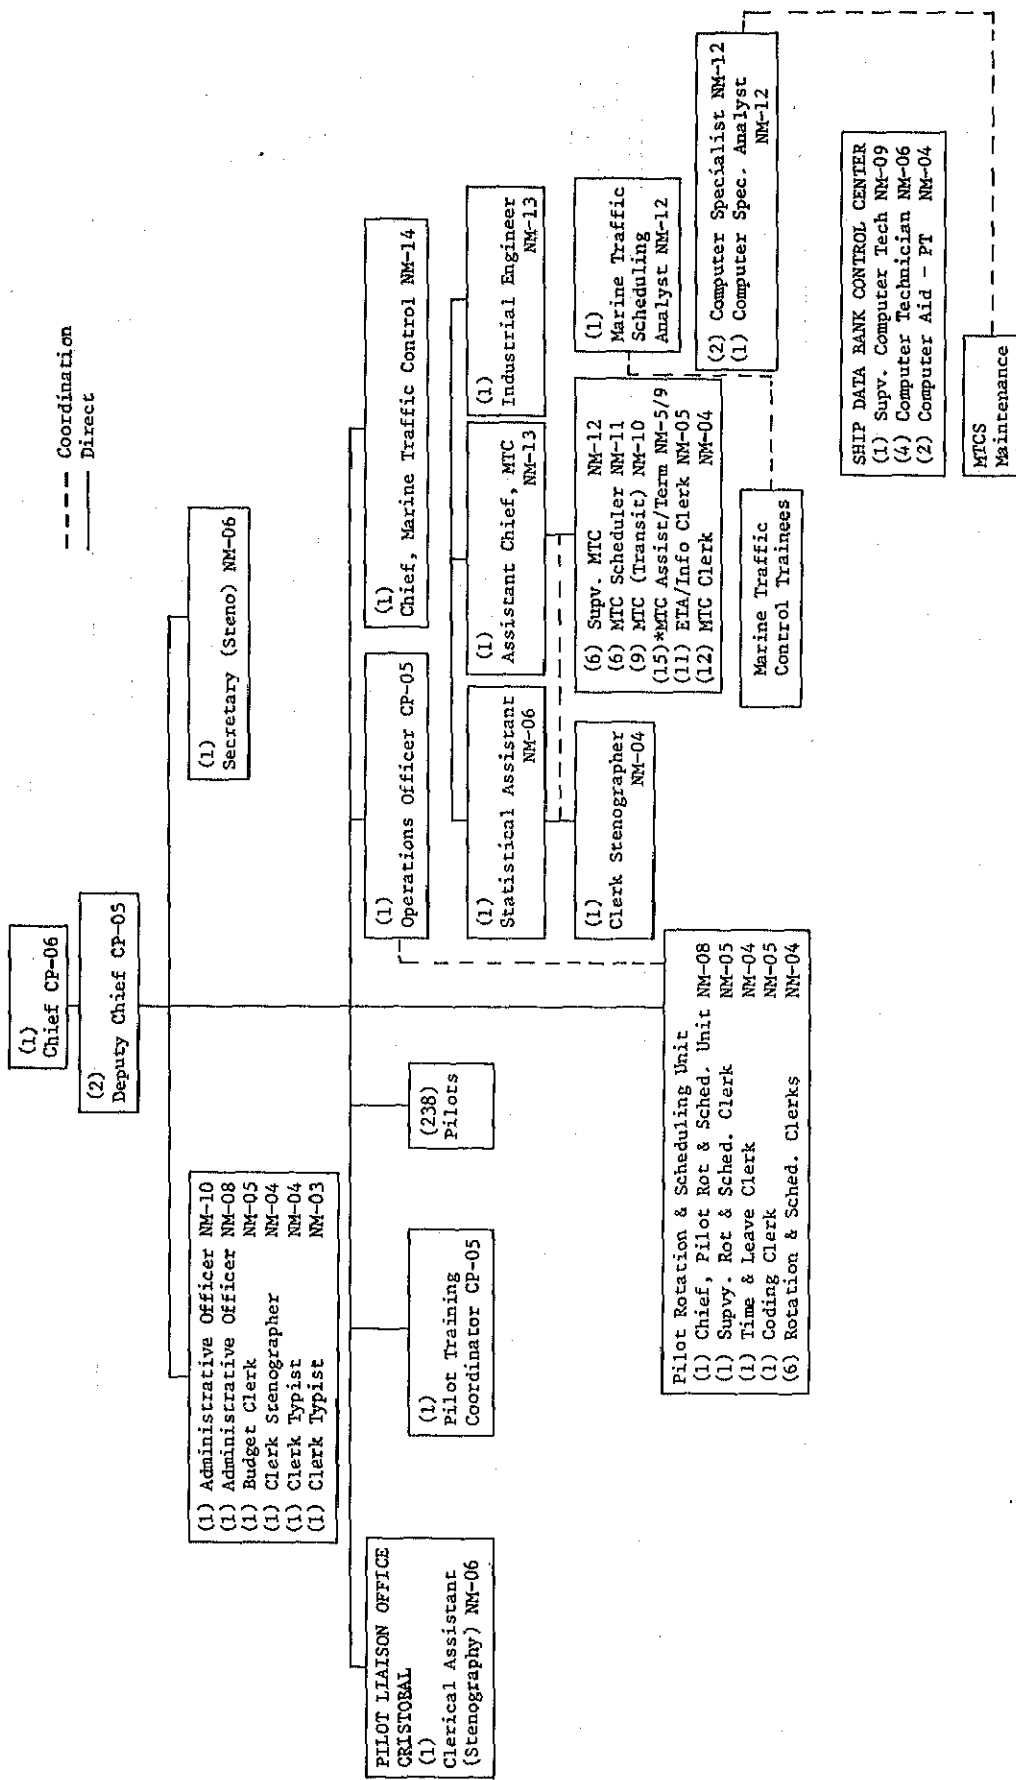 (1)
Chief CP-06
(2)
Deputy Chief CP-05
--- Coordination
— Direct
(1) Administrative Officer NM-10
(1) Administrative Officer NM-08
(1) Budget Clerk NM-05
(1) Clerk Stenographer NM-04
(1) Clerk Typist NM-04
(1) Clerk Typist NM-03
(1)
Secretary (Steno) NM-06
PILOT LIAISON OFFICE
CRISTOBAL
(1)
Clerical Assistant
(Stenography) NM-06
(1)
Pilot Training
Coordinator CP-05
(238)
Pilots
(1)
Operations Officer CP-05
(1)
Chief, Marine Traffic Control NM-14
(1)
Statistical Assistant
NM-06
(1)
Assistant Chief, MTC
NM-13
(1)
Industrial Engineer
NM-13
(1)
Clerk Stenographer
NM-04
(6) Supv. MTC NM-12
(6) MTC Scheduler NM-11
(9) MTC (Transit) NM-10
(15)*MTC Assist/Term NM-5/9
(11) ETA/Info Clerk NM-05
(12) MTC Clerk NM-04
(1)
Marine Traffic
Scheduling
Analyst NM-12
Pilot Rotation & Scheduling Unit
(1) Chief, Pilot Rot & Sched. Unit NM-08
(1) Supvy. Rot & Sched. Clerk NM-05
(1) Time & Leave Clerk NM-04
(1) Coding Clerk NM-05
(6) Rotation & Sched. Clerks NM-04
Marine Traffic
Control Trainees
(2) Computer Specialist NM-12
(1) Computer Spec. Analyst
NM-12
SHIP DATA BANK CONTROL CENTER
(1) Supv. Computer Tech NM-09
(4) Computer Technician NM-06
(2) Computer Aid - PT NM-04
MTCS
Maintenance